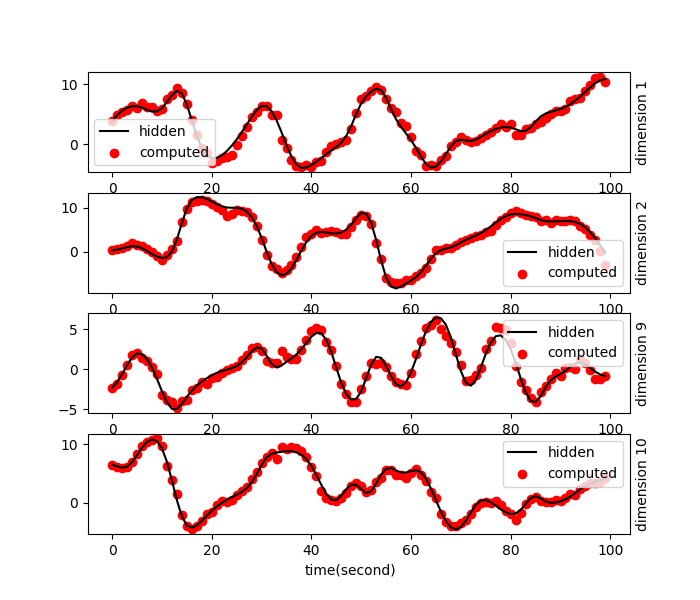 10
0
hidden
computed
dimension 1
0 20 40 60 80 100
10
0
hidden
computed
dimension 2
0 20 40 60 80 100
5
0
−5
hidden
computed
dimension 9
0 20 40 60 80 100
10
0
hidden
computed
dimension 10
0 20 40 60 80 100
time(second)